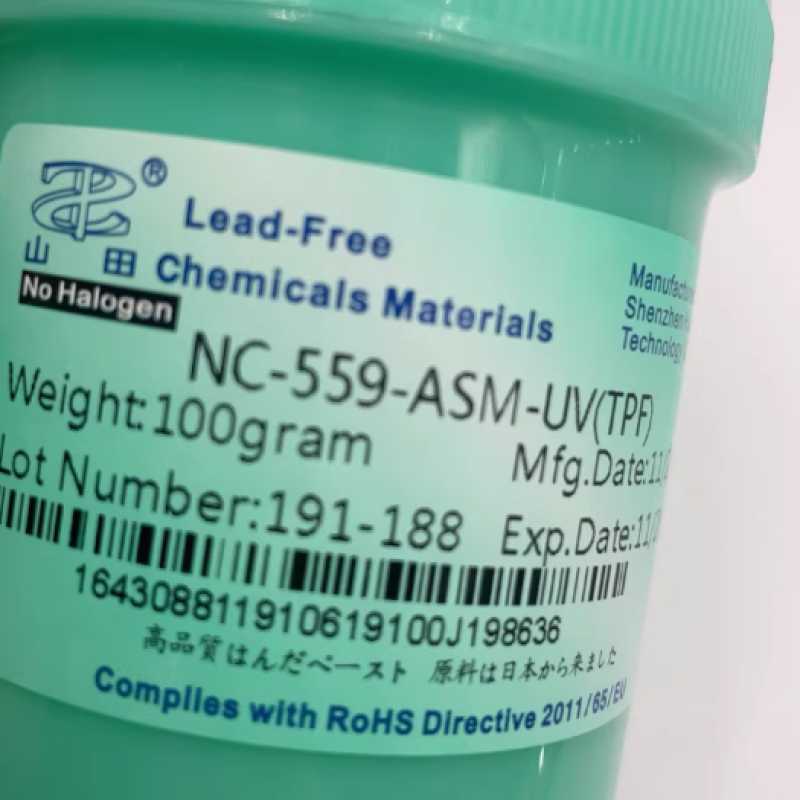 ®
山 田
Lead-Free
Chemicals Materials
No Halogen
Shenzhen
NC-559-ASM-UV(TPF)
Weight:100gram
Mfg.Date:11/
Lot Number:191-188
Exp.Date:11/
164308811910619100J198636
高品質はんだペースト 原料は日本から来ました
Complies with RoHS Directive 2011/65/EU